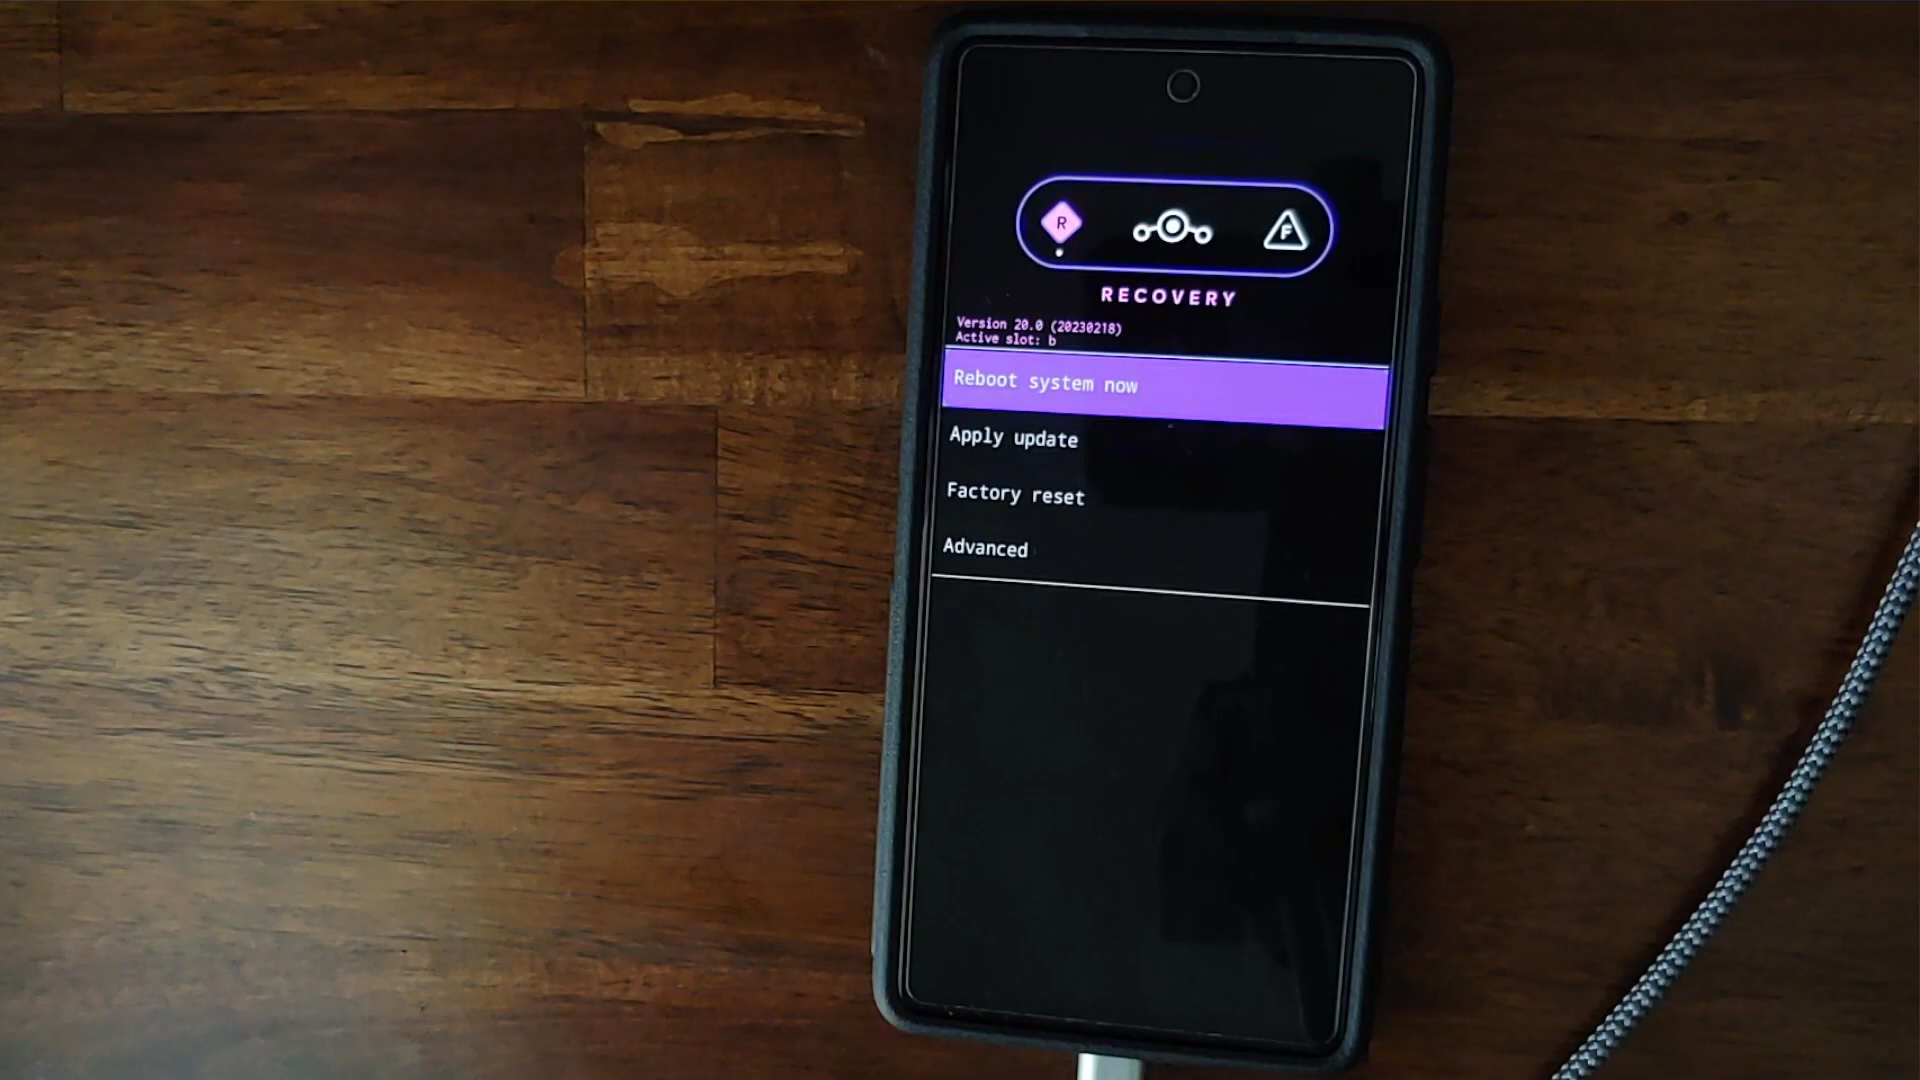 R
F
RECOVERY
Version 20.0 (20230218)
Active slot: b
Reboot system now
Apply update
Factory reset
Advanced